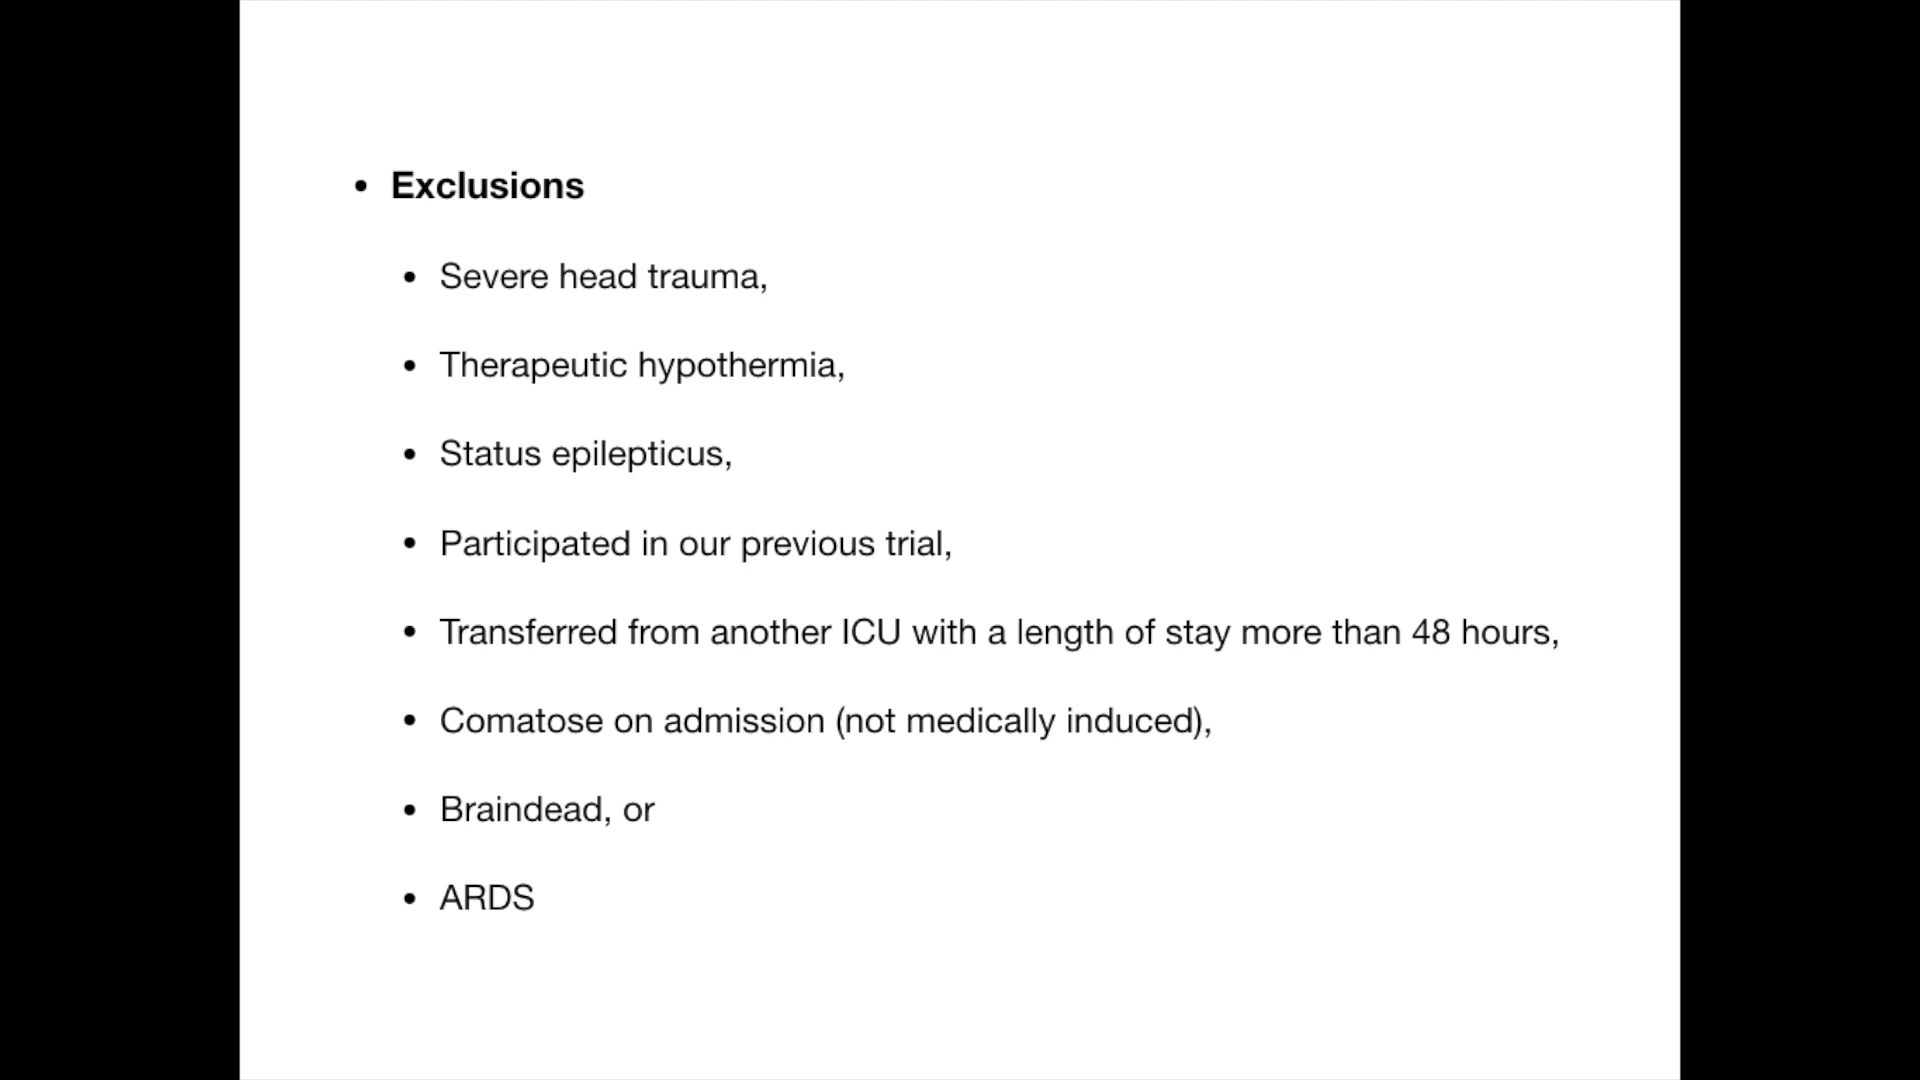 • Exclusions
• Severe head trauma,
• Therapeutic hypothermia,
• Status epilepticus,
• Participated in our previous trial,
• Transferred from another ICU with a length of stay more than 48 hours,
• Comatose on admission (not medically induced),
• Braindead, or
• ARDS